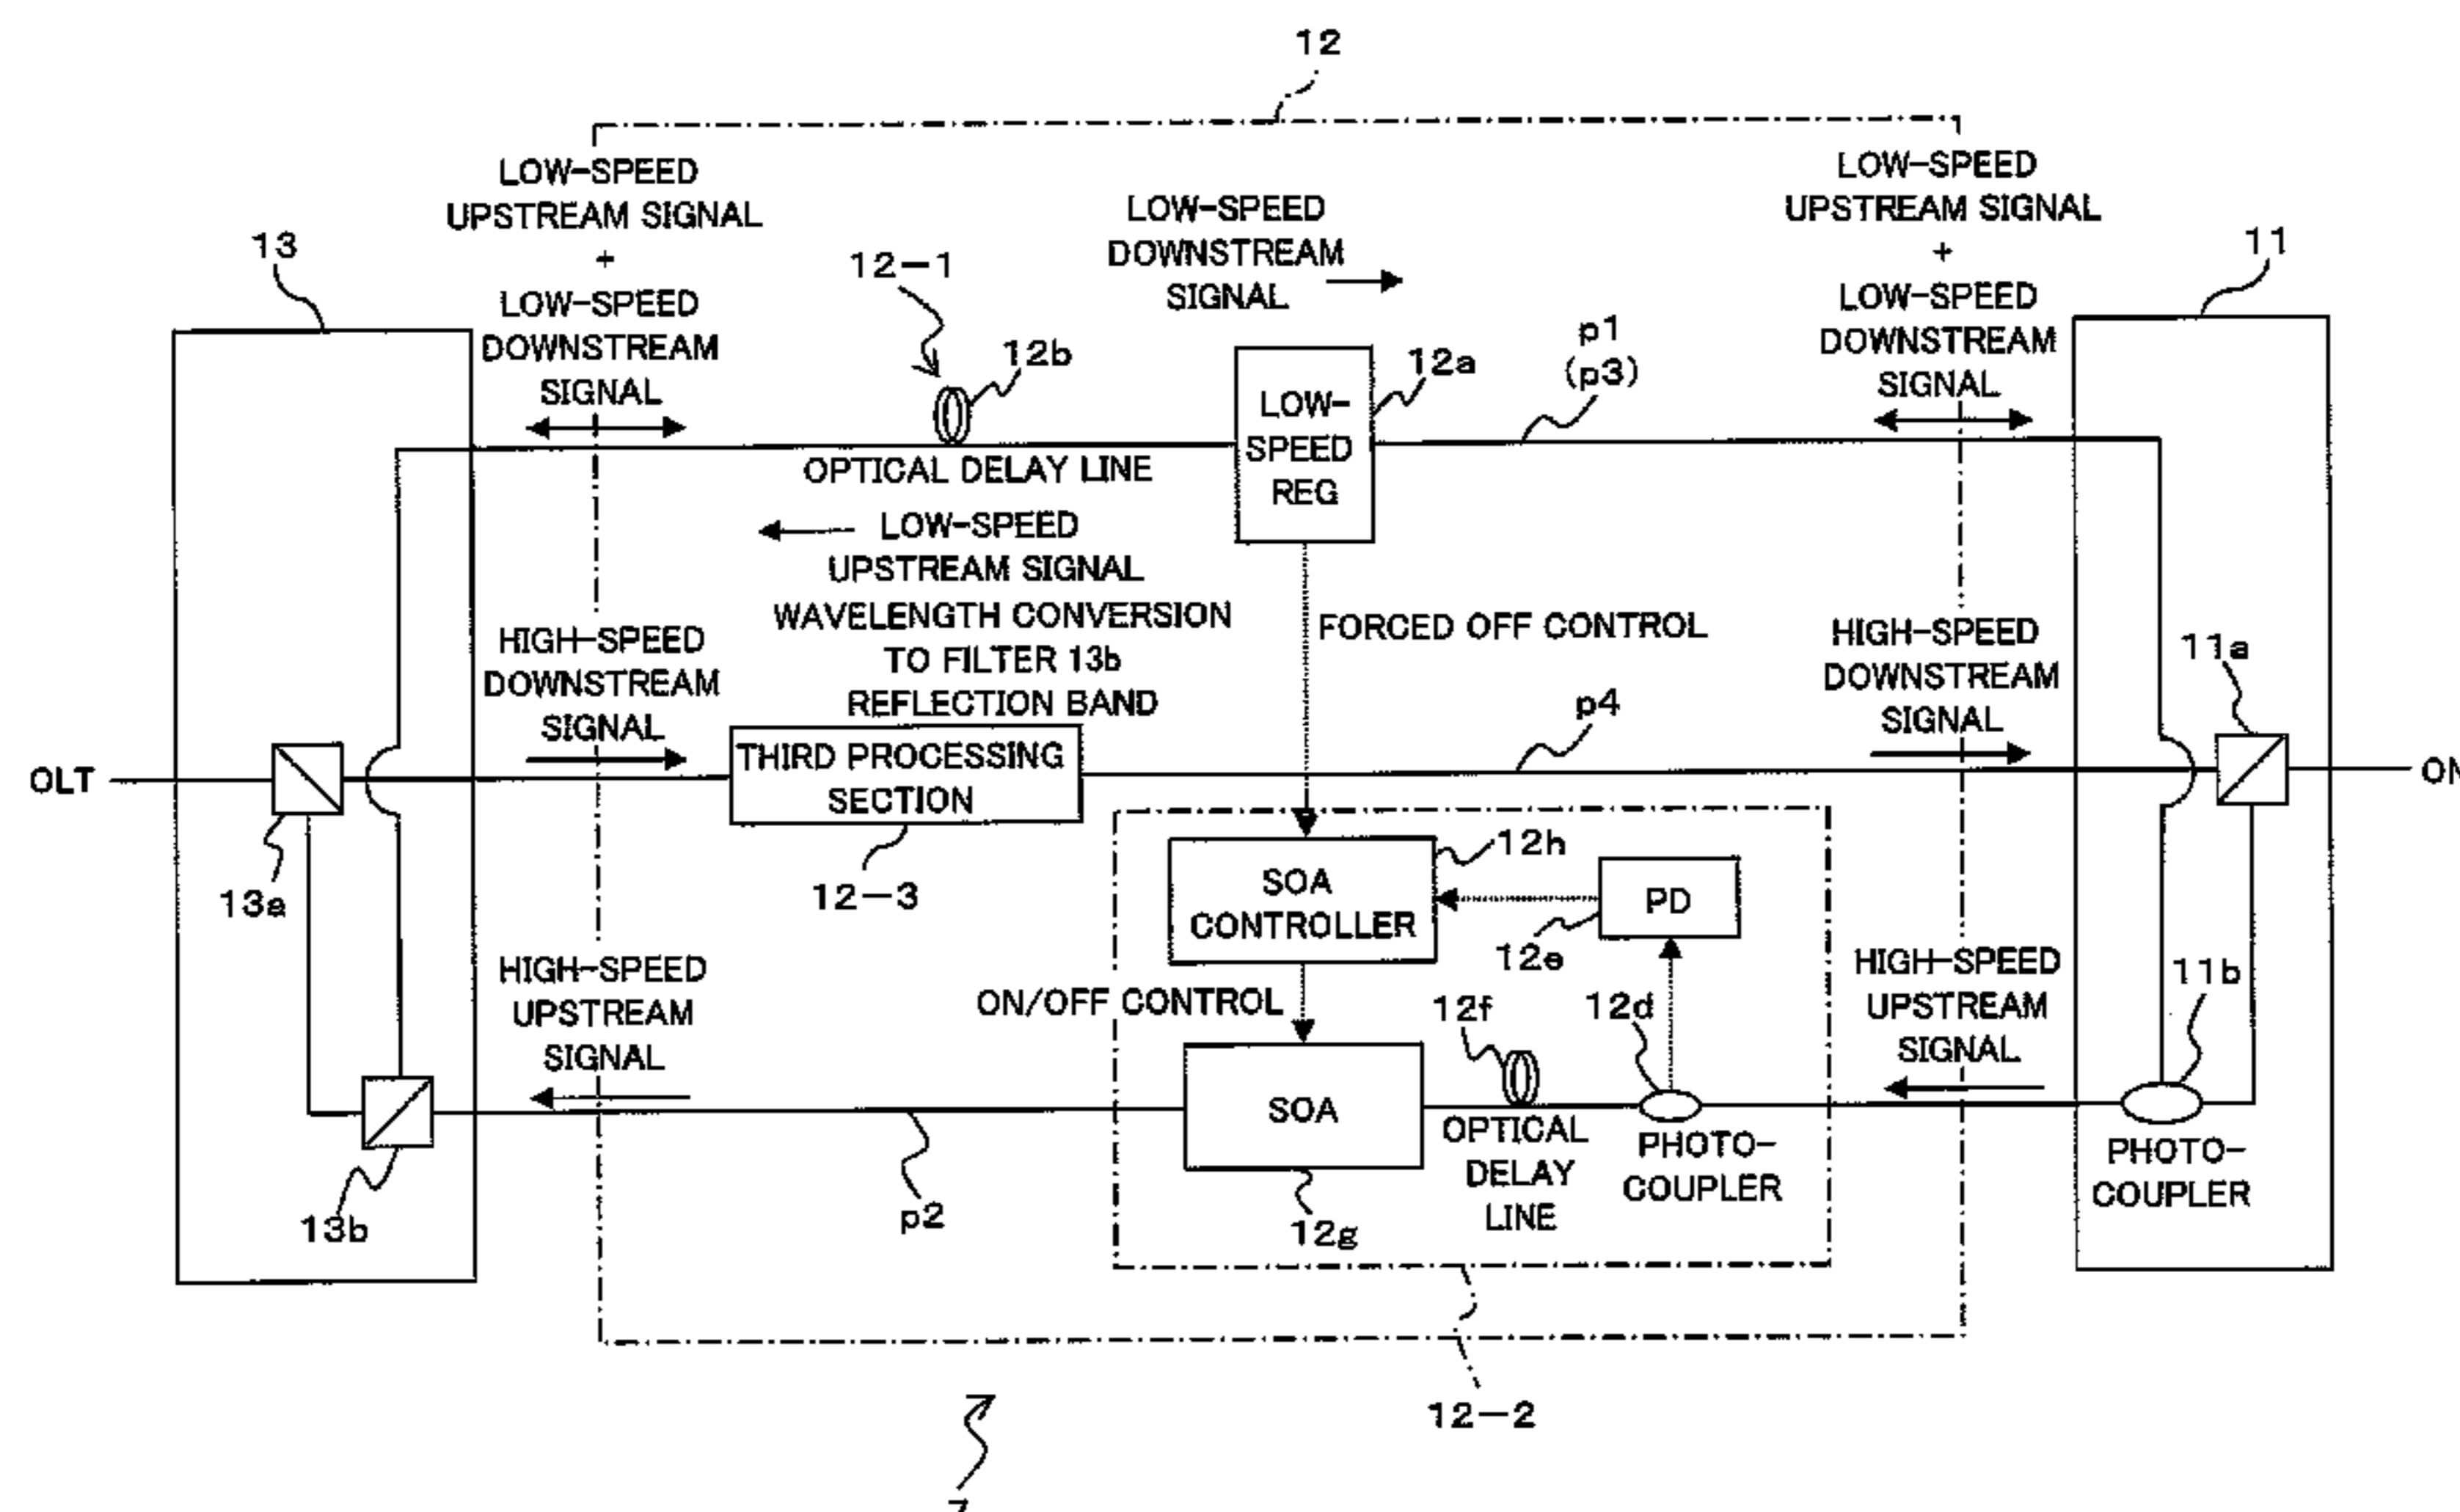 12
LOW-SPEED
UPSTREAM SIGNAL
+
LOW-SPEED
DOWNSTREAM
SIGNAL
LOW-SPEED
DOWNSTREAM
SIGNAL
LOW-SPEED
UPSTREAM SIGNAL
+
LOW-SPEED
DOWNSTREAM
SIGNAL
13
12-1
12b
12a
p1
(p3)
11
LOW-
SPEED
REG
OPTICAL DELAY LINE
LOW-SPEED
UPSTREAM SIGNAL
WAVELENGTH CONVERSION
TO FILTER 13b
REFLECTION BAND
FORCED OFF CONTROL
HIGH-SPEED
DOWNSTREAM
SIGNAL
HIGH-SPEED
DOWNSTREAM
SIGNAL
11a
p4
OLT
THIRD PROCESSING
SECTION
ON
13a
12-3
12h
SOA
CONTROLLER
PD
12e
HIGH-SPEED
UPSTREAM
SIGNAL
ON/OFF CONTROL
12f
12d
HIGH-SPEED
UPSTREAM
SIGNAL
11b
SOA
OPTICAL
DELAY
LINE
PHOTO-
COUPLER
PHOTO-
COUPLER
13b
p2
12g
12-2